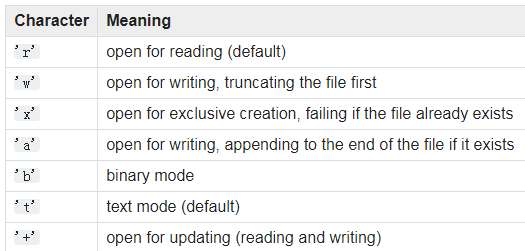 Character Meaning
’r’ open for reading (default)
’w’ open for writing, truncating the file first
’x’ open for exclusive creation, failing if the file already exists
’a’ open for writing, appending to the end of the file if it exists
’b’ binary mode
’t’ text mode (default)
’+’ open for updating (reading and writing)